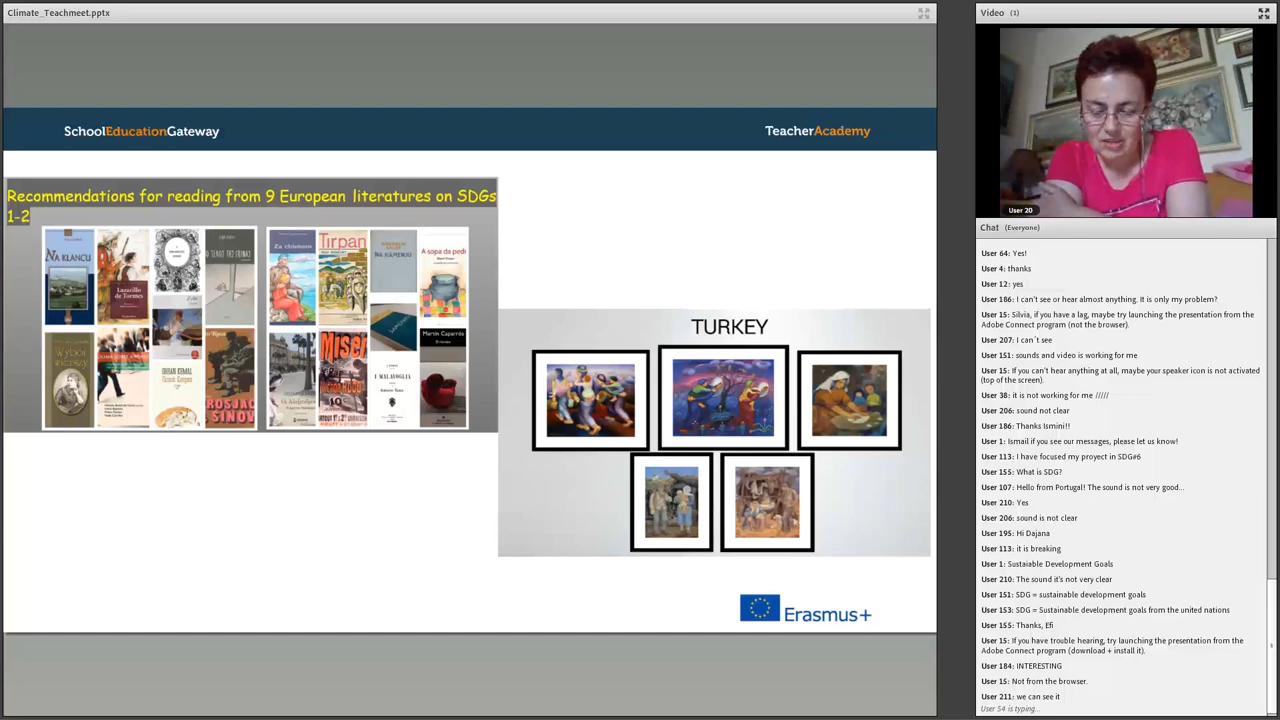 Climate_Teachmeet.pptx
SchoolEducationGateway
TeacherAcademy
Recommendations for reading from 9 European literatures on SDGs
1-2
NA KLANCU
Lazarillo
de Tormes
Za chlebem
Tirpan
A sopa da pedra
Martín Caparrós
I MALAVOGLIA
TURKEY
Erasmus+
Video (1)
User 20
Chat (Everyone)
User 64: Yes!
User 4: thanks
User 12: yes
User 186: I can't see or hear almost anything. It is only my problem?
User 15: Silvia, if you have a lag, maybe try launching the presentation from the
Adobe Connect program (not the browser).
User 207: I can´t see
User 151: sounds and video is working for me
User 15: If you can't hear anything at all, maybe your speaker icon is not activated
(top of the screen).
User 38: it is not working for me /////
User 206: sound not clear
User 186: Thanks Ismini!!
User 1: Ismail if you see our messages, please let us know!
User 113: I have focused my proyect in SDG#6
User 155: What is SDG?
User 107: Hello from Portugal! The sound is not very good...
User 210: Yes
User 206: sound is not clear
User 195: Hi Dajana
User 113: it is breaking
User 1: Sustaiable Development Goals
User 210: The sound it's not very clear
User 151: SDG = sustainable development goals
User 153: SDG = Sustainable development goals from the united nations
User 155: Thanks, Efi
User 15: If you have trouble hearing, try launching the presentation from the
Adobe Connect program (download + install it).
User 184: INTERESTING
User 15: Not from the browser.
User 211: we can see it
User 54 is typing...